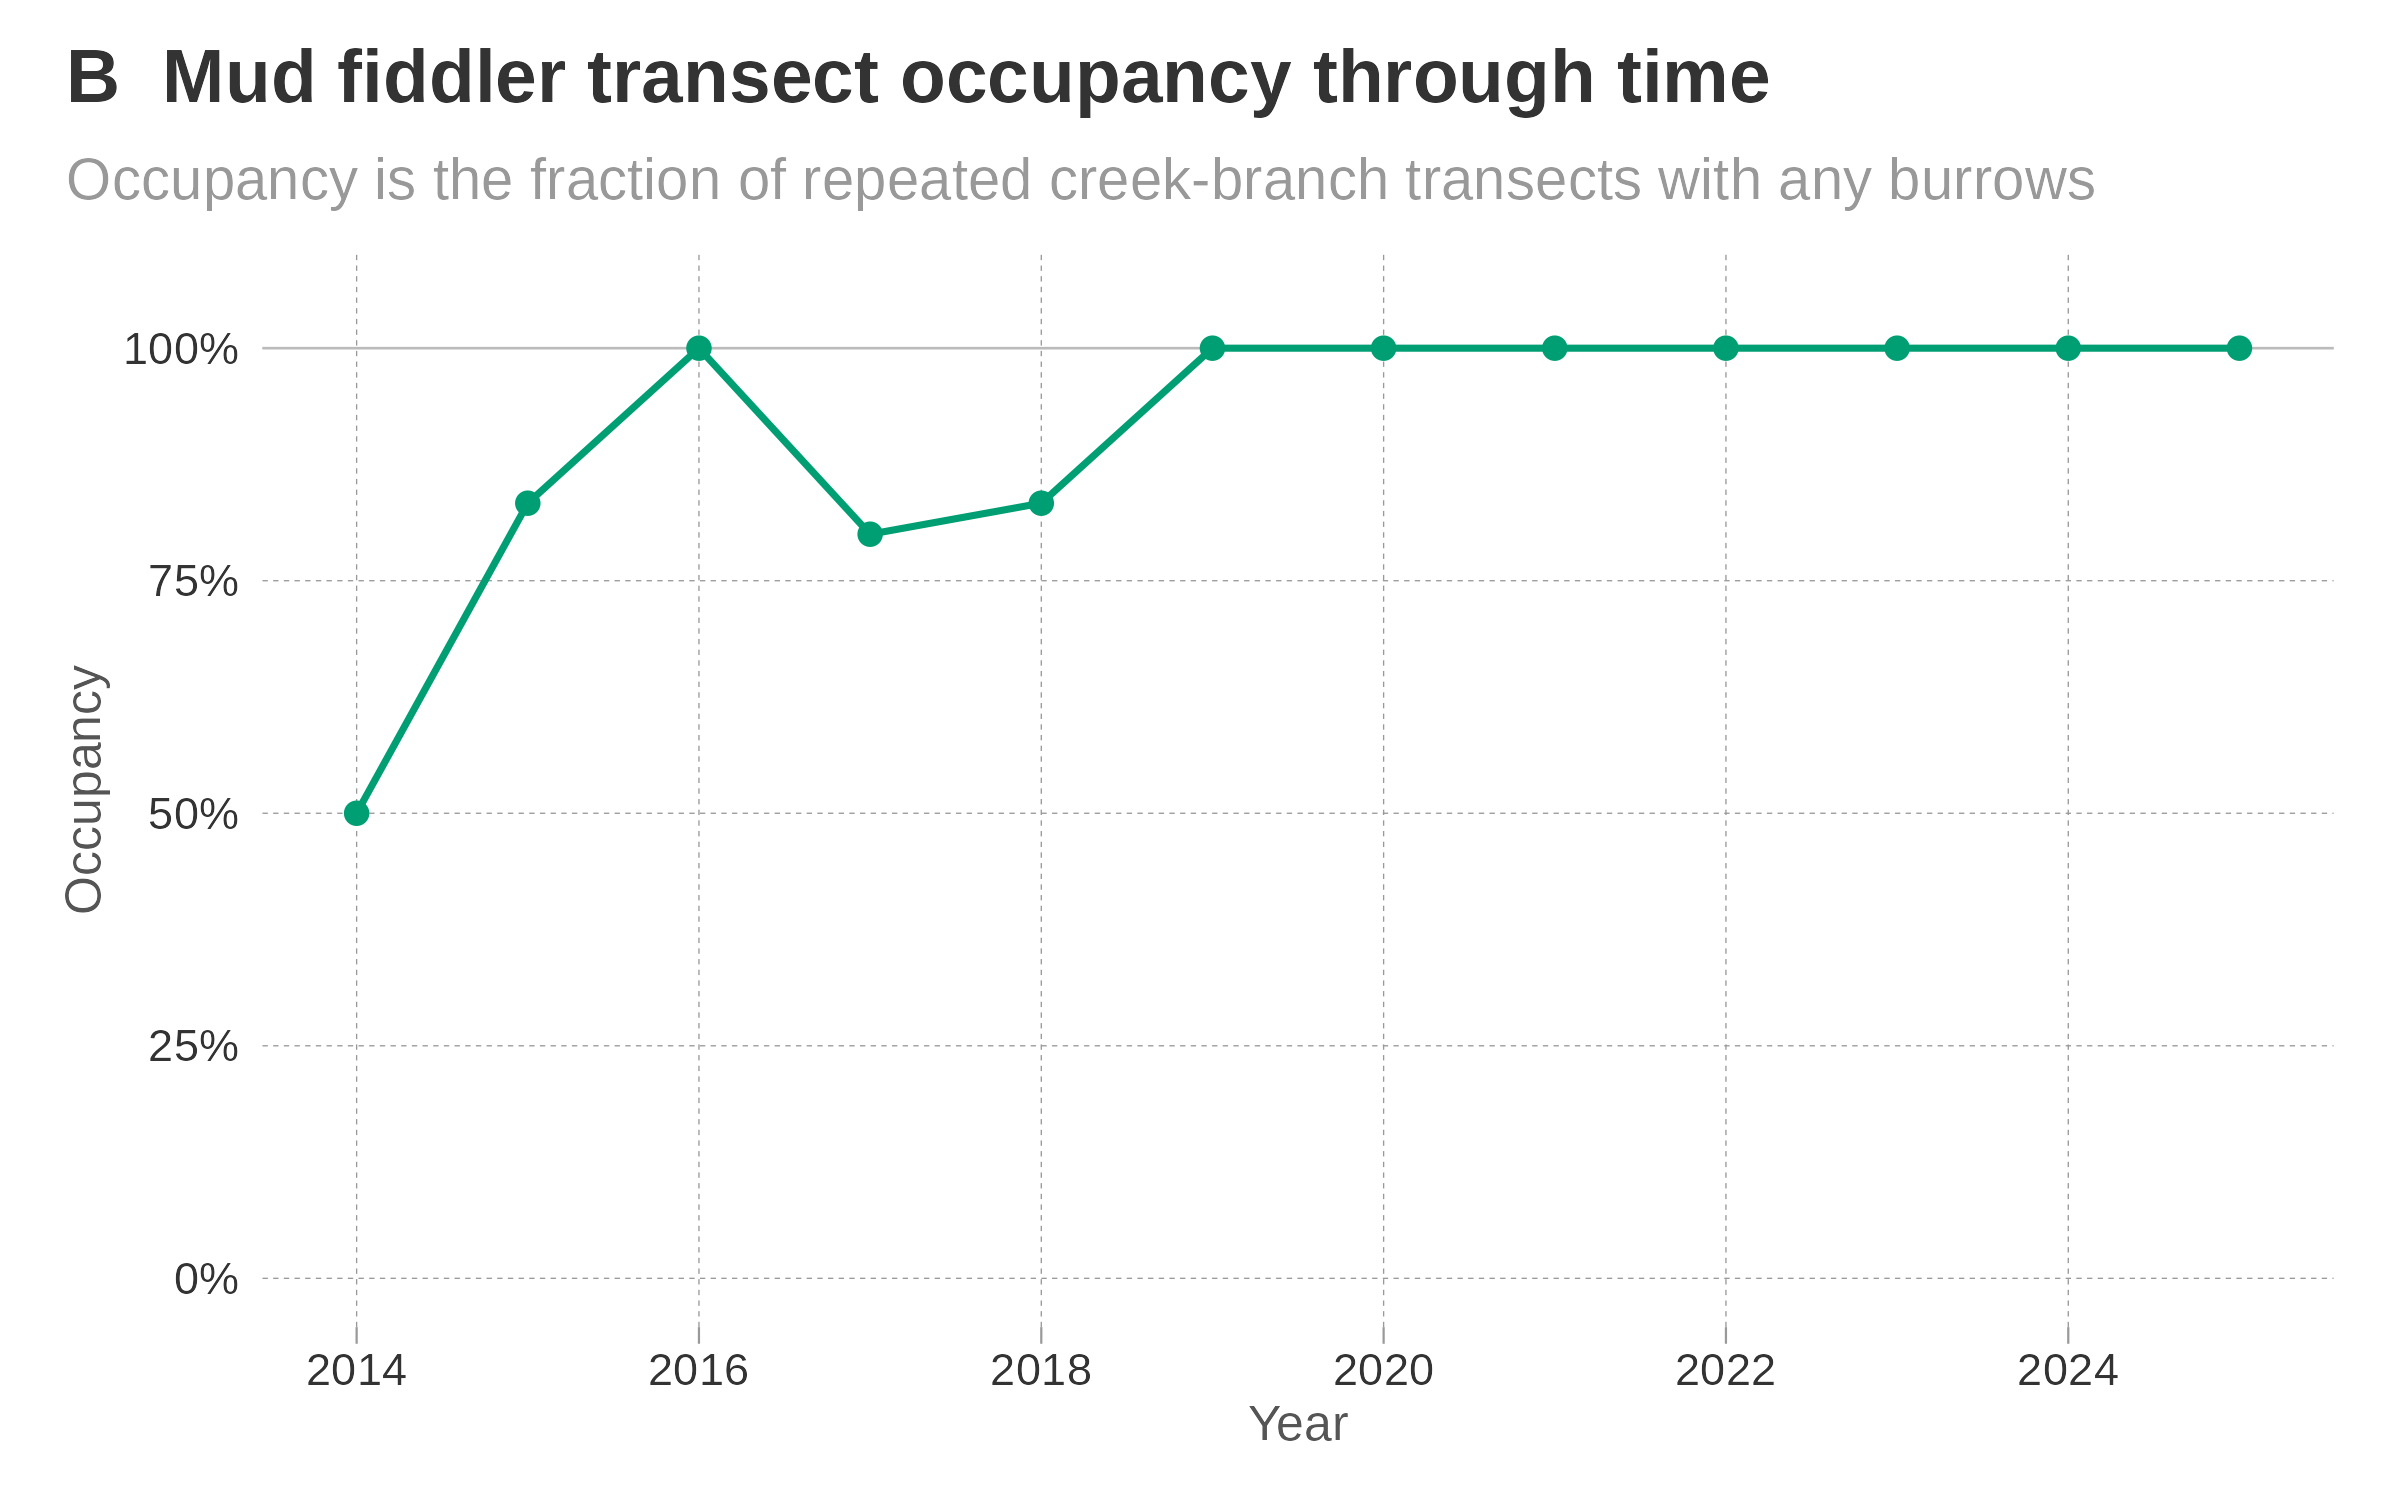 B Mud fiddler transect occupancy through time
Occupancy is the fraction of repeated creek-branch transects with any burrows
100%
75%
50%
25%
0%
Occupancy
2014 2016 2018 2020 2022 2024
Year